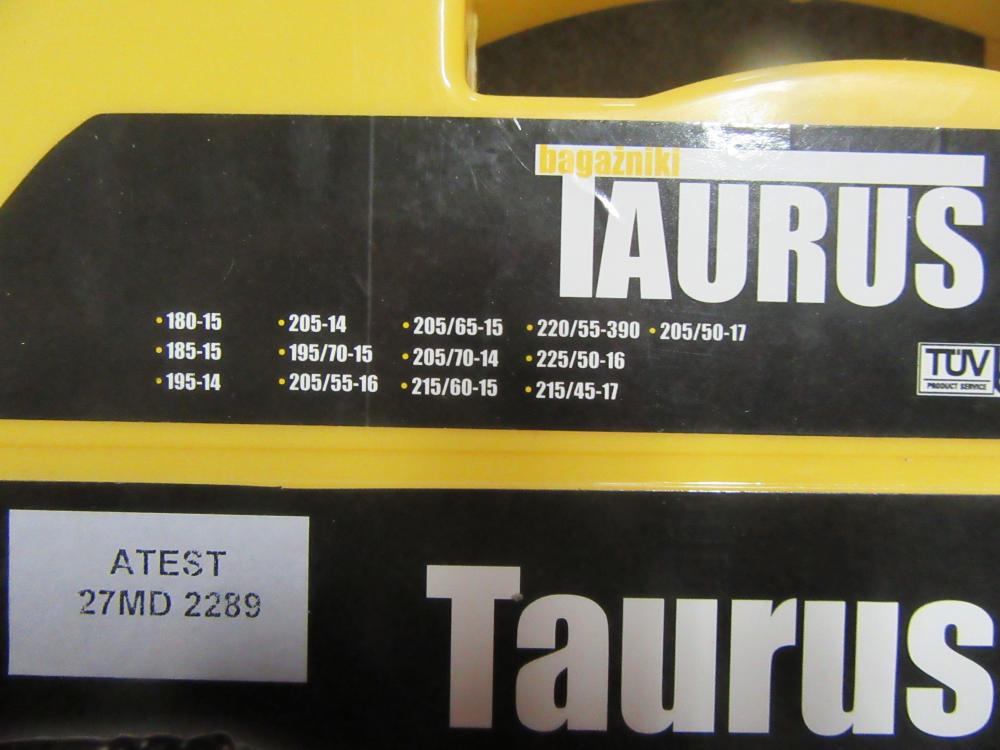 bagażniki
TAURUS
• 180-15 • 205-14 • 205/65-15 • 220/55-390 • 205/50-17
• 185-15 • 195/70-15 • 205/70-14 • 225/50-16
• 195-14 • 205/55-16 • 215/60-15 • 215/45-17
TÜV
PRODUCT SERVICE
ATEST
27MD 2289
Taurus